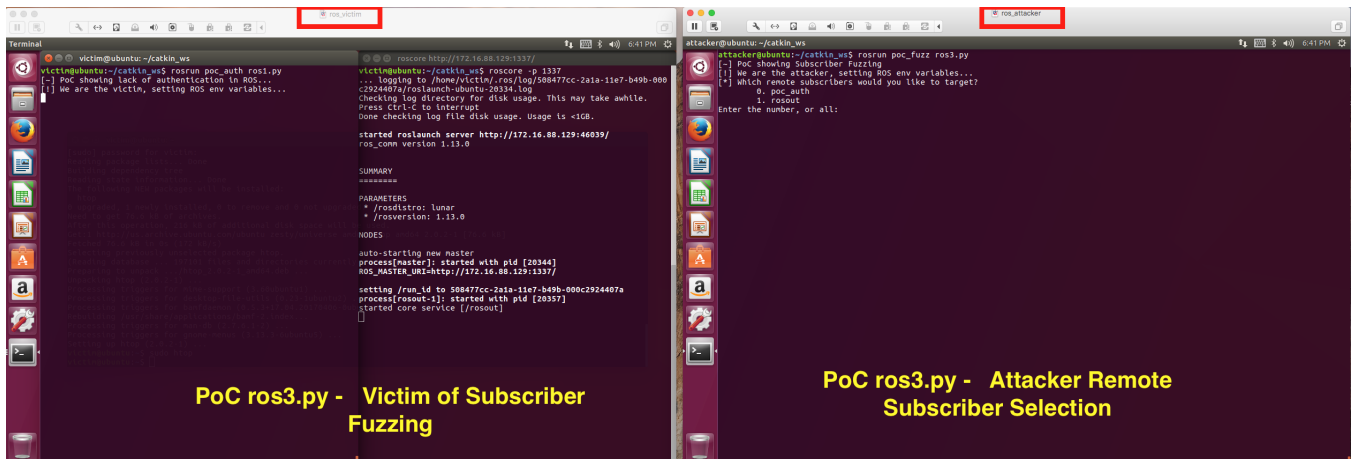 ros_victim
Terminal
6:41 PM
victim@ubuntu: ~/catkin_ws
victim@ubuntu:~/catkin_ws$ rosrun poc_auth ros1.py
[~] PoC showing lack of authentication in ROS...
[!] We are the victim, setting ROS env variables...
roscore http://172.16.88.129:1337/
victim@ubuntu:~/catkin_ws$ roscore -p 1337
... logging to /home/victim/.ros/log/508477cc-2a1a-11e7-b49b-000
c2924407a/roslaunch-ubuntu-20334.log
Checking log directory for disk usage. This may take awhile.
Press Ctrl-C to interrupt
Done checking log file disk usage. Usage is <1GB.
started roslaunch server http://172.16.88.129:46039/
ros_comm version 1.13.0
SUMMARY
========
PARAMETERS
* /rosdistro: lunar
* /rosversion: 1.13.0
NODES
auto-starting new master
process[master]: started with pid [20344]
ROS_MASTER_URI=http://172.16.88.129:1337/
setting /run_id to 508477cc-2a1a-11e7-b49b-000c2924407a
process[rosout-1]: started with pid [20357]
started core service [/rosout]
PoC ros3.py - Victim of Subscriber
Fuzzing
ros_attacker
attacker@ubuntu: ~/catkin_ws
6:41 PM
attacker@ubuntu:~/catkin_ws$ rosrun poc_fuzz ros3.py
[~] PoC showing Subscriber Fuzzing
[!] We are the attacker, setting ROS env variables...
[*] Which remote subscribers would you like to target?
0. poc_auth
1. rosout
Enter the number, or all:
PoC ros3.py - Attacker Remote
Subscriber Selection